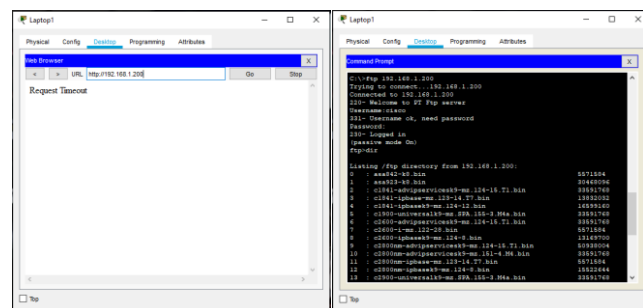 Laptop1
Physical Config Desktop Programming Attributes
Web Browser X
< > URL http://192.168.1.200 Go Stop
Request Timeout
Top
Laptop1
Physical Config Desktop Programming Attributes
Command Prompt X
C:\>ftp 192.168.1.200
Trying to connect...192.168.1.200
Connected to 192.168.1.200
220- Welcome to PT Ftp server
Username:cisco
331- Username ok, need password
Password:
230- Logged in
(passive mode On)
ftp>dir
Listing /ftp directory from 192.168.1.200:
0 : asa842-k8.bin 5571584
1 : asa923-k8.bin 30468096
2 : c1841-advipservicesk9-mz.124-15.T1.bin 33591768
3 : c1841-ipbase-mz.123-14.T7.bin 13832032
4 : c1841-ipbasek9-mz.124-12.bin 16599160
5 : c1900-universalk9-mz.SPA.155-3.M4a.bin 33591768
6 : c2600-advipservicesk9-mz.124-15.T1.bin 33591768
7 : c2600-i-mz.122-28.bin 5571584
8 : c2600-ipbasek9-mz.124-8.bin 13169700
9 : c2800nm-advipservicesk9-mz.124-15.T1.bin 50938004
10 : c2800nm-advipservicesk9-mz.151-4.M4.bin 33591768
11 : c2800nm-ipbase-mz.123-14.T7.bin 5571584
12 : c2800nm-ipbasek9-mz.124-8.bin 15522644
13 : c2900-universalk9-mz.SPA.155-3.M4a.bin 33591768
Top